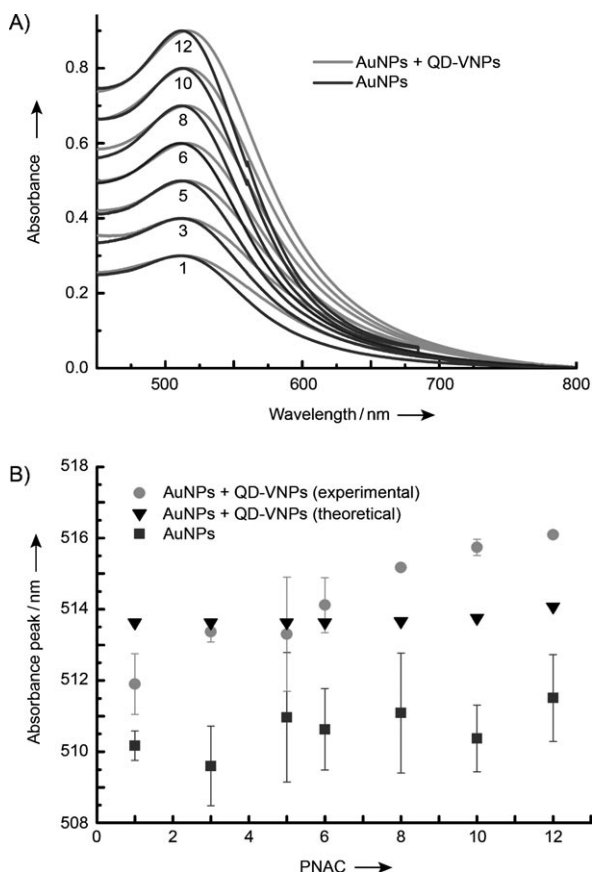 A)
AuNPs + QD-VNPs
AuNPs
Absorbance
0.8
0.6
0.4
0.2
0.0
12
10
8
6
5
3
1
500 600 700 800
Wavelength / nm
B)
AuNPs + QD-VNPs (experimental)
AuNPs + QD-VNPs (theoretical)
AuNPs
Absorbance peak / nm
518
516
514
512
510
508
0 2 4 6 8 10 12
PNAC